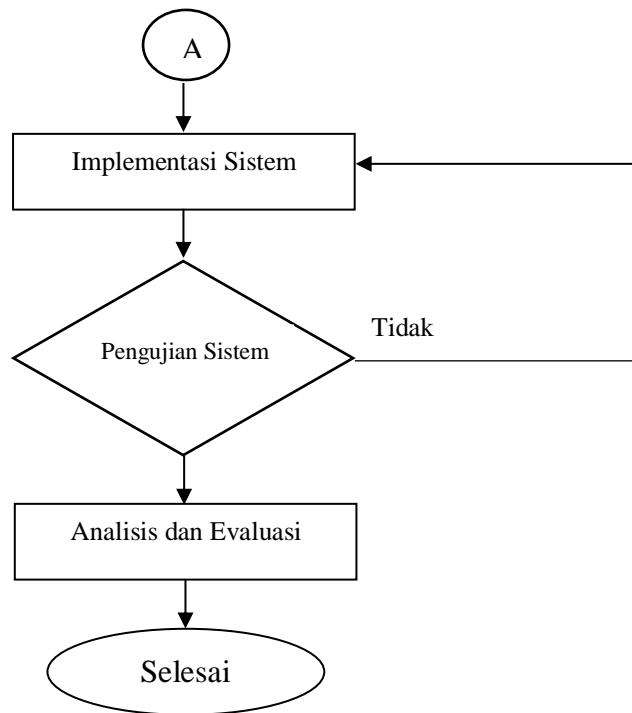 A
Implementasi Sistem
Tidak
Pengujian Sistem
Analisis dan Evaluasi
Selesai